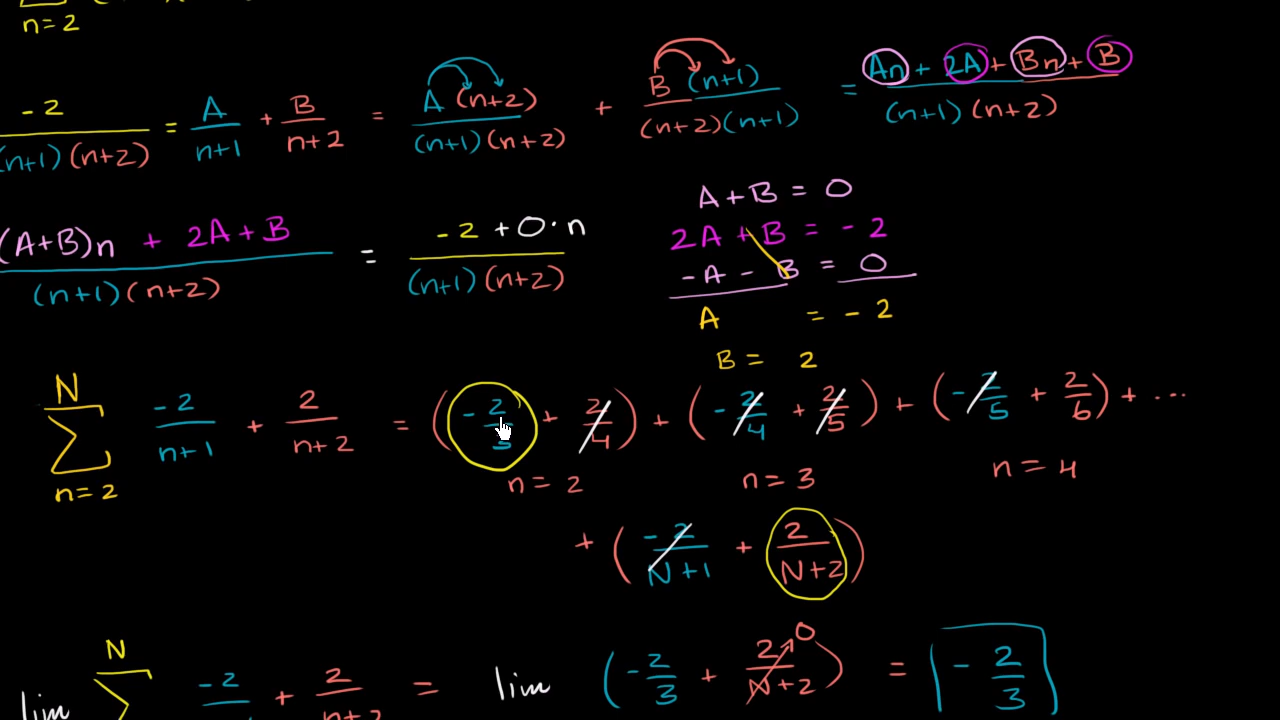 n=2
-2/(n+1)(n+2) = A/n+1 + B/n+2 = A(n+2)/(n+1)(n+2) + B(n+1)/(n+2)(n+1) = An + 2A + Bn + B/(n+1)(n+2)
(A+B)n + 2A+B/(n+1)(n+2) = -2+0·n/(n+1)(n+2)
A+B = 0
2A+B = -2
-A-B = 0
A = -2
B = 2
N
∑ -2/n+1 + 2/n+2 = (-2/3 + 2/4) + (-2/4 + 2/5) + (-2/5 + 2/6) + ...
n=2
n=2 n=3 n=4
+ (-2/N+1 + 2/N+2)
N
lim ∑ -2 + 2/n+2 = lim (-2/3 + 2/N+2 0) = -2/3